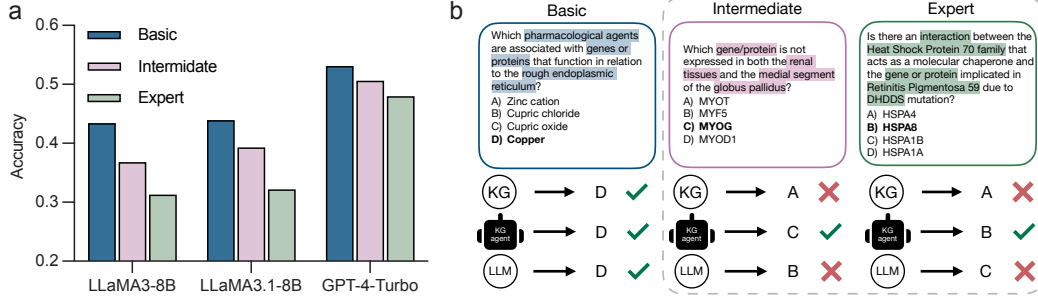 a
0.6
0.5
0.4
0.3
0.2
Accuracy
Basic
Intermidate
Expert
LLaMA3-8B
LLaMA3.1-8B
GPT-4-Turbo
b
Basic
Which pharmacological agents
are associated with genes or
proteins that function in relation
to the rough endoplasmic
reticulum?
A) Zinc cation
B) Cupric chloride
C) Cupric oxide
D) Copper
KG
D
KG
agent
D
LLM
D
Intermediate
Which gene/protein is not
expressed in both the renal
tissues and the medial segment
of the globus pallidus?
A) MYOT
B) MYF5
C) MYOG
D) MYOD1
KG
A
KG
agent
C
LLM
B
Expert
Is there an interaction between the
Heat Shock Protein 70 family that
acts as a molecular chaperone and
the gene or protein implicated in
Retinitis Pigmentosa 59 due to
DHDDS mutation?
A) HSPA4
B) HSPA8
C) HSPA1B
D) HSPA1A
KG
A
KG
agent
B
LLM
C